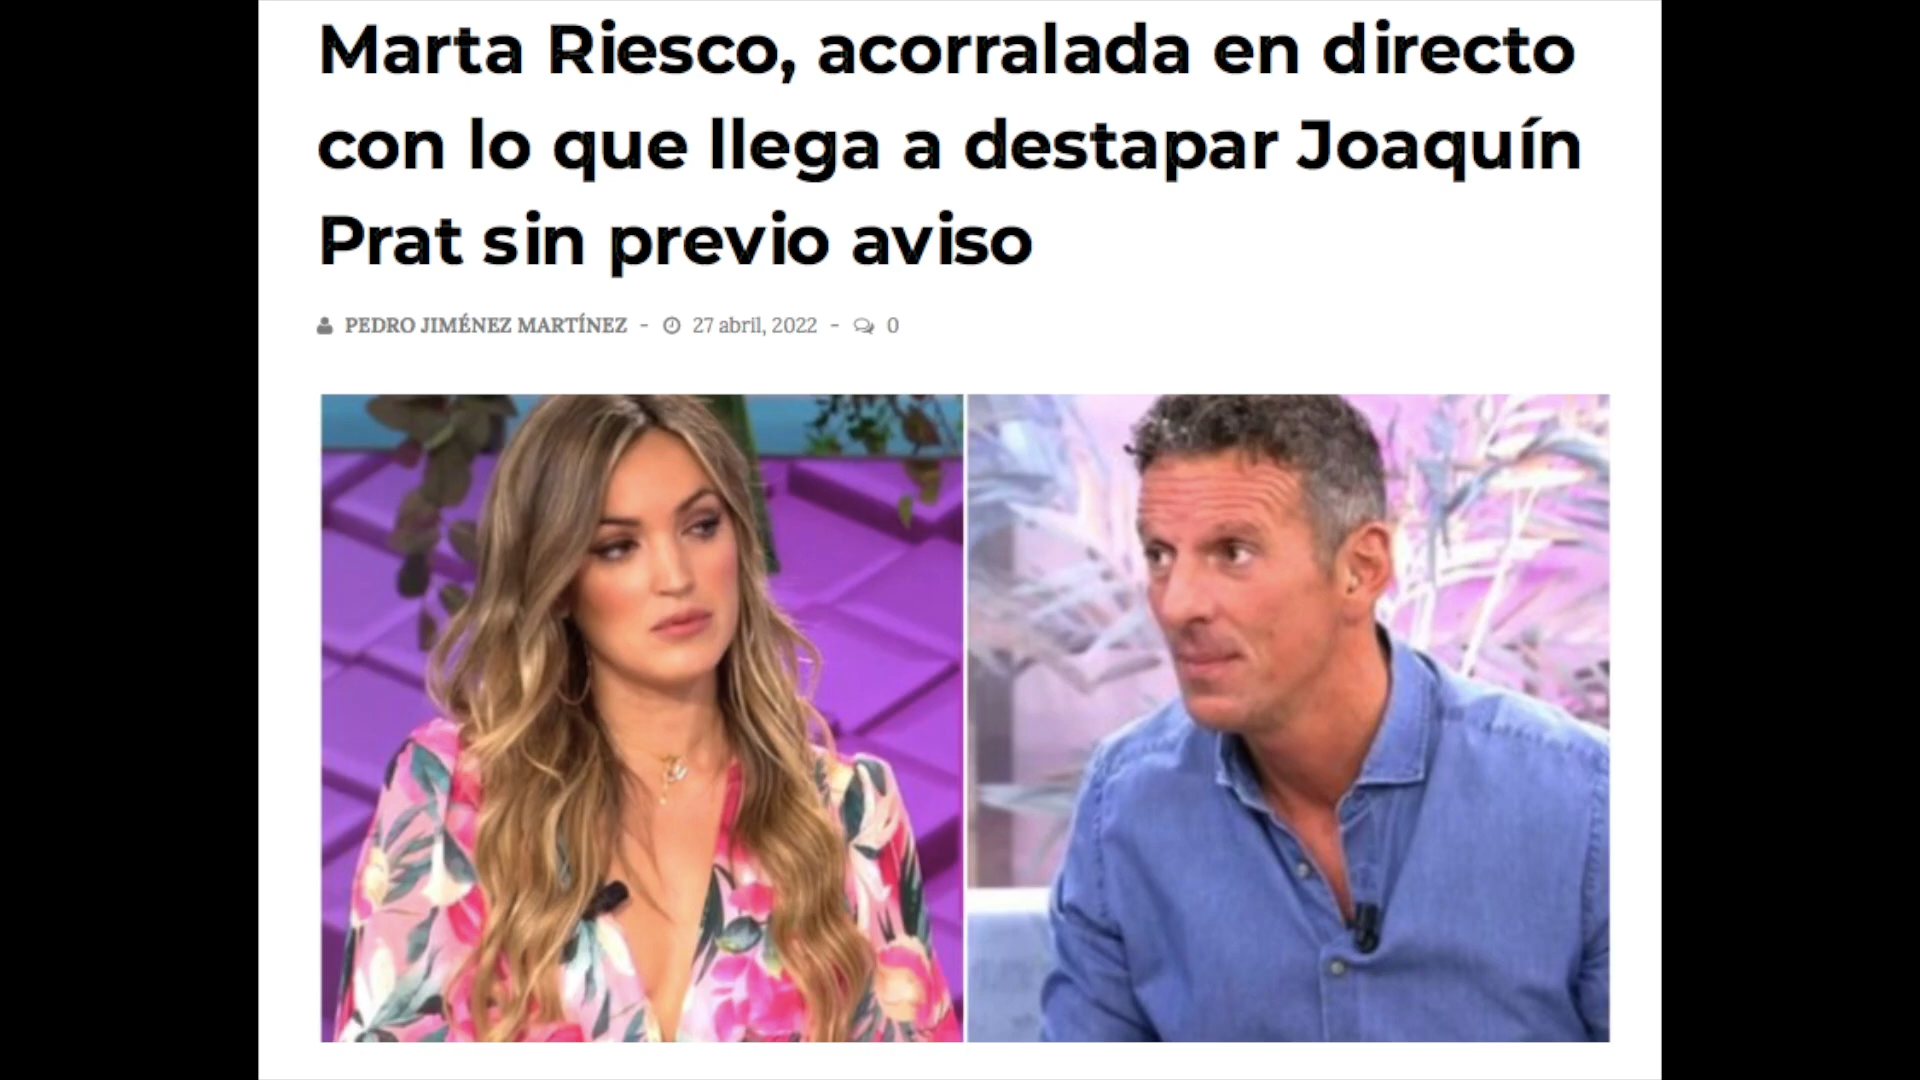 Marta Riesco, acorralada en directo
con lo que llega a destapar Joaquín
Prat sin previo aviso
PEDRO JIMÉNEZ MARTÍNEZ - 27 abril, 2022 - 0